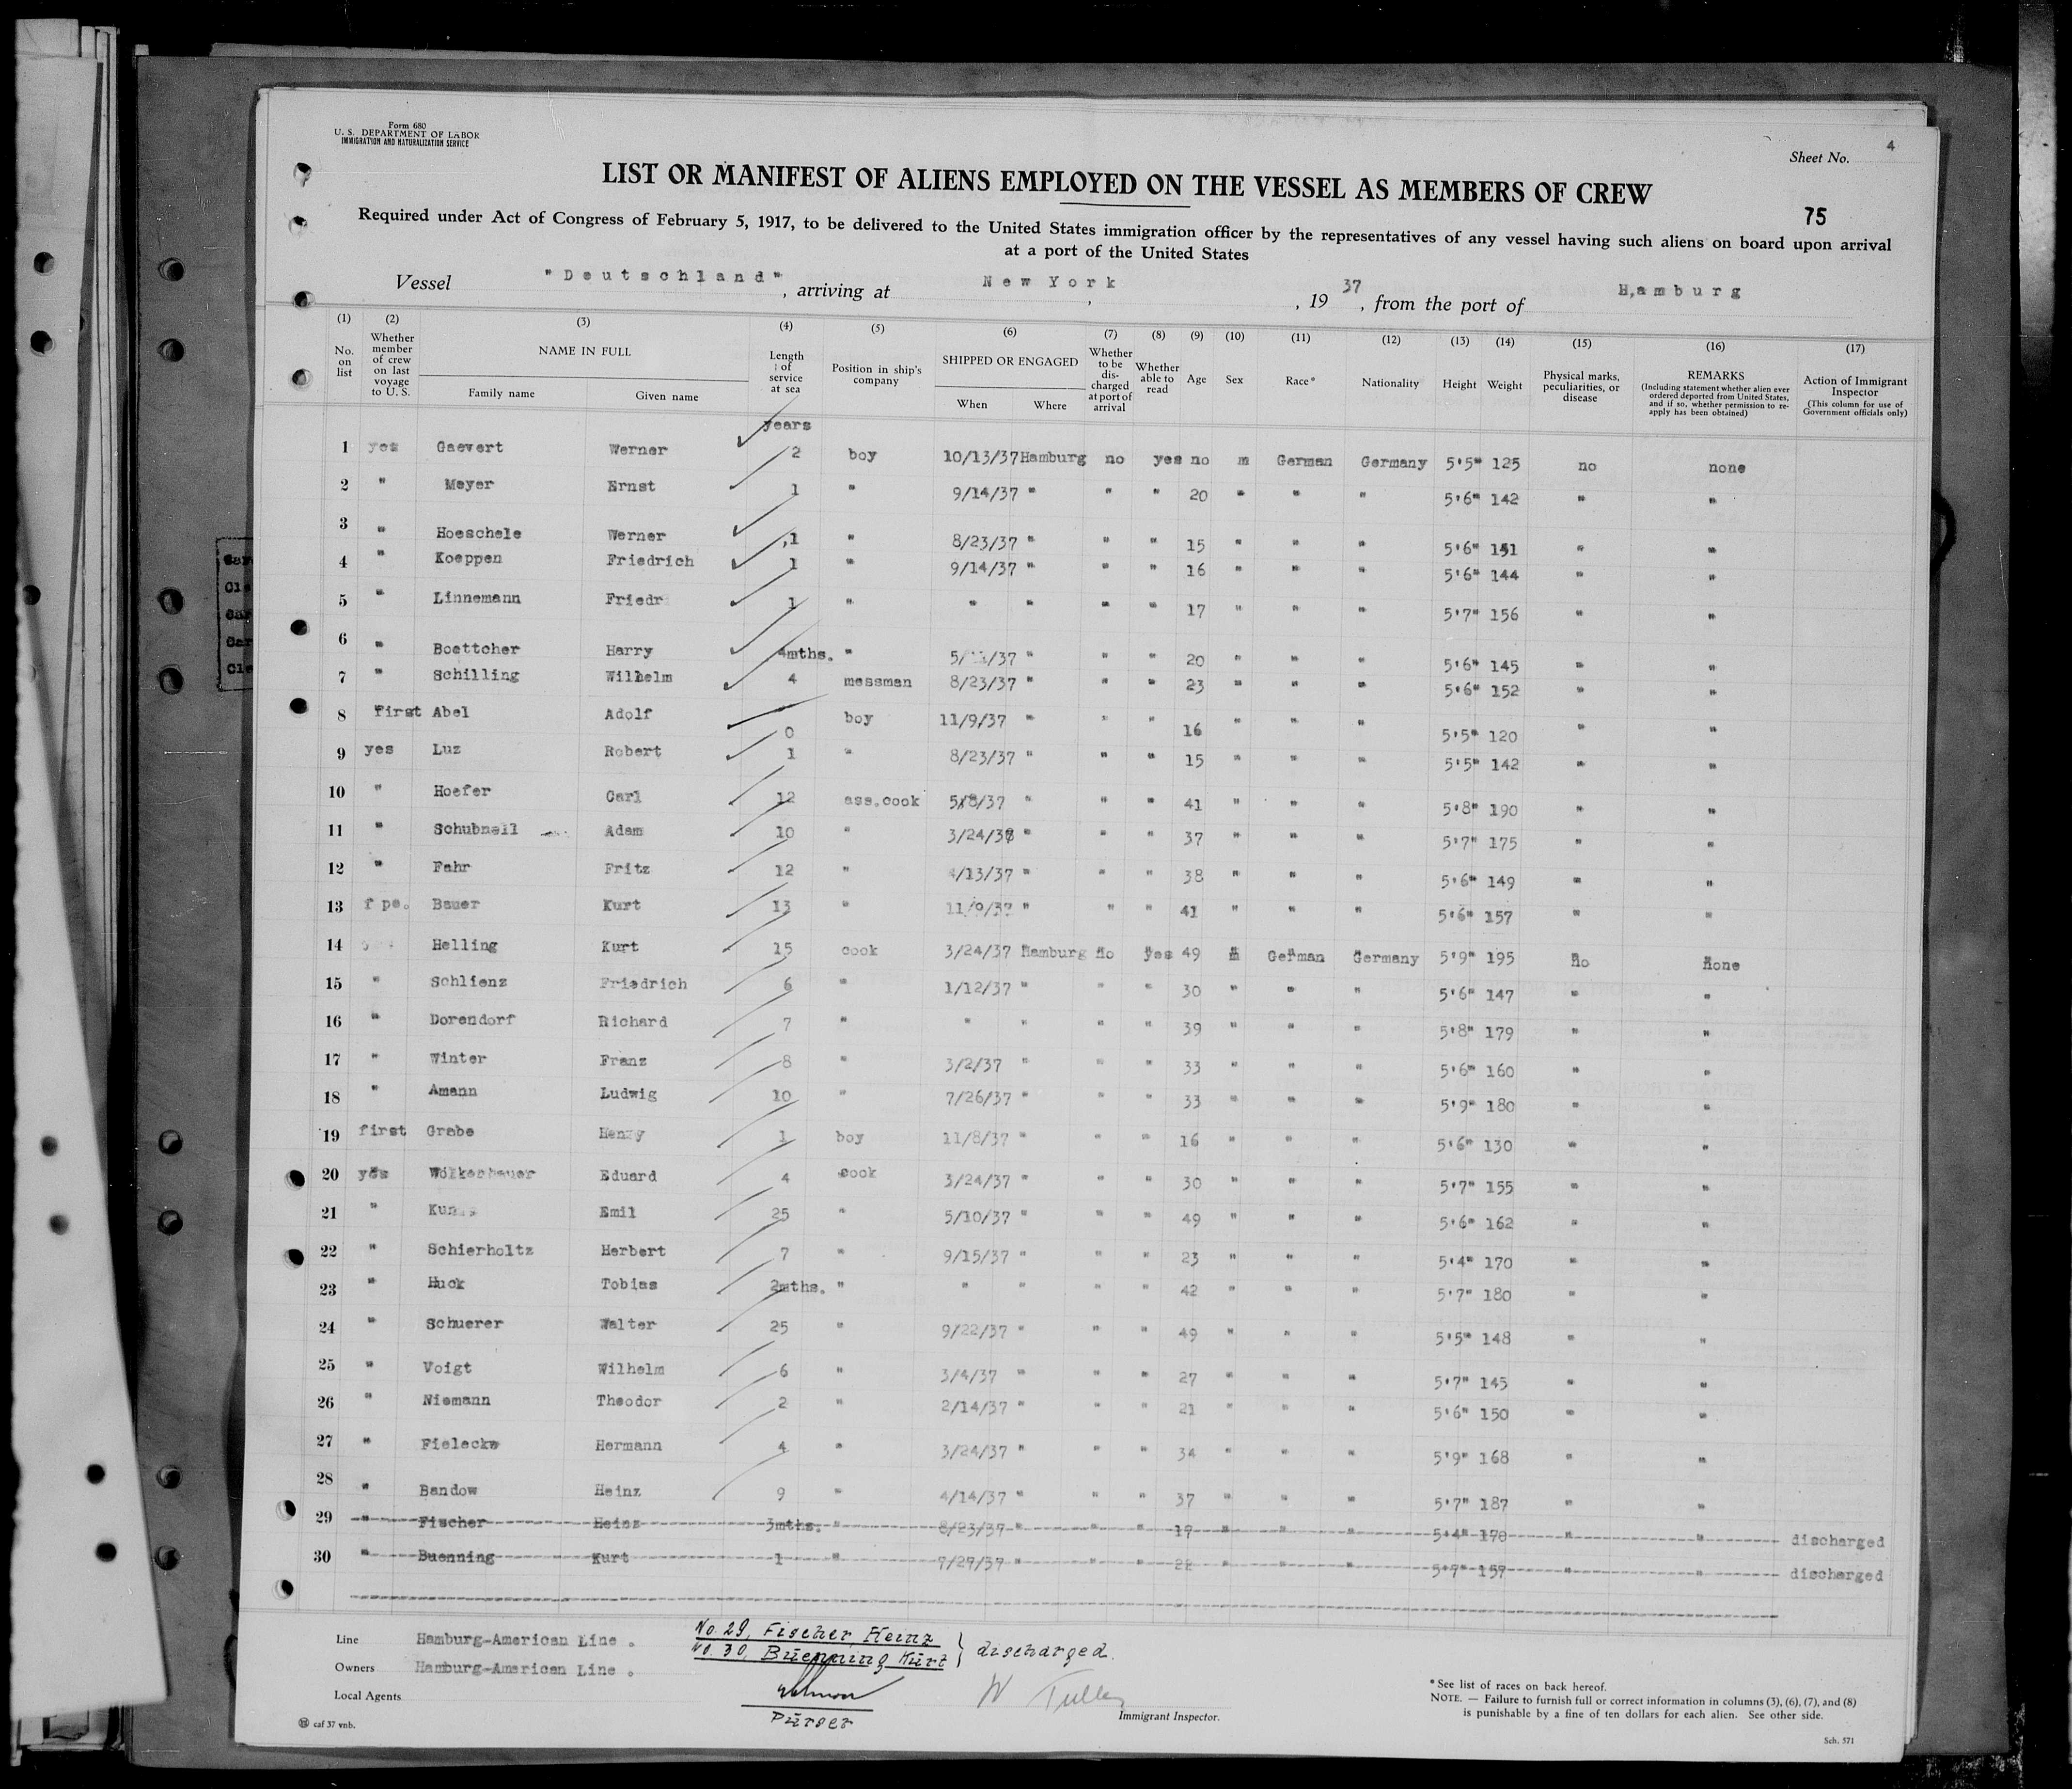 Form 680
U. S. DEPARTMENT OF LABOR
IMMIGRATION AND NATURALIZATION SERVICE
Sheet No. 4
LIST OR MANIFEST OF ALIENS EMPLOYED ON THE VESSEL AS MEMBERS OF CREW
75
Required under Act of Congress of February 5, 1917, to be delivered to the United States immigration officer by the representatives of any vessel having such aliens on board upon arrival
at a port of the United States
Vessel "Deutschland", arriving at New York, , 19 37, from the port of H,amburg
(1) (2) (3) (4) (5) (6) (7) (8) (9) (10) (11) (12) (13) (14) (15) (16) (17)
No. on list
Whether member of crew on last voyage to U. S.
NAME IN FULL
Family name
Given name
Length of service at sea
Position in ship's company
SHIPPED OR ENGAGED
When
Where
Whether to be discharged at port of arrival
Whether able to read
Age
Sex
Race*
Nationality
Height
Weight
Physical marks, peculiarities, or disease
REMARKS
(Including statement whether alien ever ordered deported from United States, and if so, whether permission to reapply has been obtained)
Action of Immigrant Inspector
(This column for use of Government officials only)
years
1 yes Gaevert Werner 2 boy 10/13/37 Hamburg no yes no m German Germany 5'5" 125 no none
2 " Meyer Ernst 1 " 9/14/37 " " " 20 " " " 5'6" 142 " "
3 " Hoeschele Werner ,1 " 8/23/37 " " " 15 " " " 5'6" 151 " "
4 " Koeppen Friedrich 1 " 9/14/37 " " " 16 " " " 5'6" 144 " "
5 " Linnemann Friedr 1 " " " " " 17 " " " 5'7" 156 " "
6 " Boettcher Harry 4mths. " " " " 20 " " " 5'6" 145 " "
7 " Schilling Wilhelm 4 messman 8/23/37 " " " 23 " " " 5'6" 152 " "
8 first Abel Adolf 0 boy 11/9/37 " " " 16 " " " 5'5" 120 " "
9 yes Luz Robert 1 " 8/23/37 " " " 15 " " " 5'5" 142 " "
10 " Hoefer Carl 12 ass.cook 5/8/37 " " " 41 " " " 5'8" 190 " "
11 " Schubnell Adam 10 " 3/24/37 " " " 37 " " " 5'7" 175 " "
12 " Fahr Fritz 12 " 4/13/37 " " " 38 " " " 5'6" 149 " "
13 Bauer Kurt 13 " 11/9/37 " " " 41 " " " 5'6" 157 " "
14 Helling Kurt 15 cook 3/24/37 Hamburg no yes 49 m German Germany 5'9" 195 no none
15 " Schlienz Friedrich 6 " 1/12/37 " " " 30 " " " 5'6" 147 " "
16 " Dorendorf Richard 7 " " " " " 39 " " " 5'8" 179 " "
17 " Winter Franz 8 " 3/2/37 " " " 33 " " " 5'6" 160 " "
18 " Amann Ludwig 10 " 7/26/37 " " " 33 " " " 5'9" 180 " "
19 first Grabe Henry 1 boy 11/8/37 " " " 16 " " " 5'6" 130 " "
20 yes Eduard 4 cook 3/24/37 " " " 30 " " " 5'7" 155 " "
21 " Emil 25 " 5/10/37 " " " 49 " " " 5'6" 162 " "
22 " Schierholtz Herbert 7 " 9/15/37 " " " 23 " " " 5'4" 170 " "
23 " Huck Tobias 2mths. " " " " " 42 " " " 5'7" 180 " "
24 " Schuerer Walter 25 " 9/22/37 " " " 49 " " " 5'5" 148 " "
25 " Voigt Wilhelm 6 " 3/4/37 " " " 27 " " " 5'7" 145 " "
26 " Niemann Theodor 2 " 2/14/37 " " " 21 " " " 5'6" 150 " "
27 " Fielecke Hermann 4 " 3/24/37 " " " 34 " " " 5'9" 168 " "
28 " Bandow Heinz 9 " 4/14/37 " " " 37 " " " 5'7" 187 " "
29 " Fischer Heinz 3mths. " 8/23/37 " " " 17 " " " 5'4" 170 " " discharged
30 " Buenning Kurt 1 " 7/27/37 " " " 22 " " " 5'7" 157 " " discharged
Line Hamburg-American Line .
Owners Hamburg-American Line .
Local Agents
No. 29, Fischer Heinz
No. 30, Buenning Kurt } discharged.
Purser
W Tulley
Immigrant Inspector.
* See list of races on back hereof.
NOTE. — Failure to furnish full or correct information in columns (3), (6), (7), and (8)
is punishable by a fine of ten dollars for each alien. See other side.
caf 37 vnb.
Sch. 571